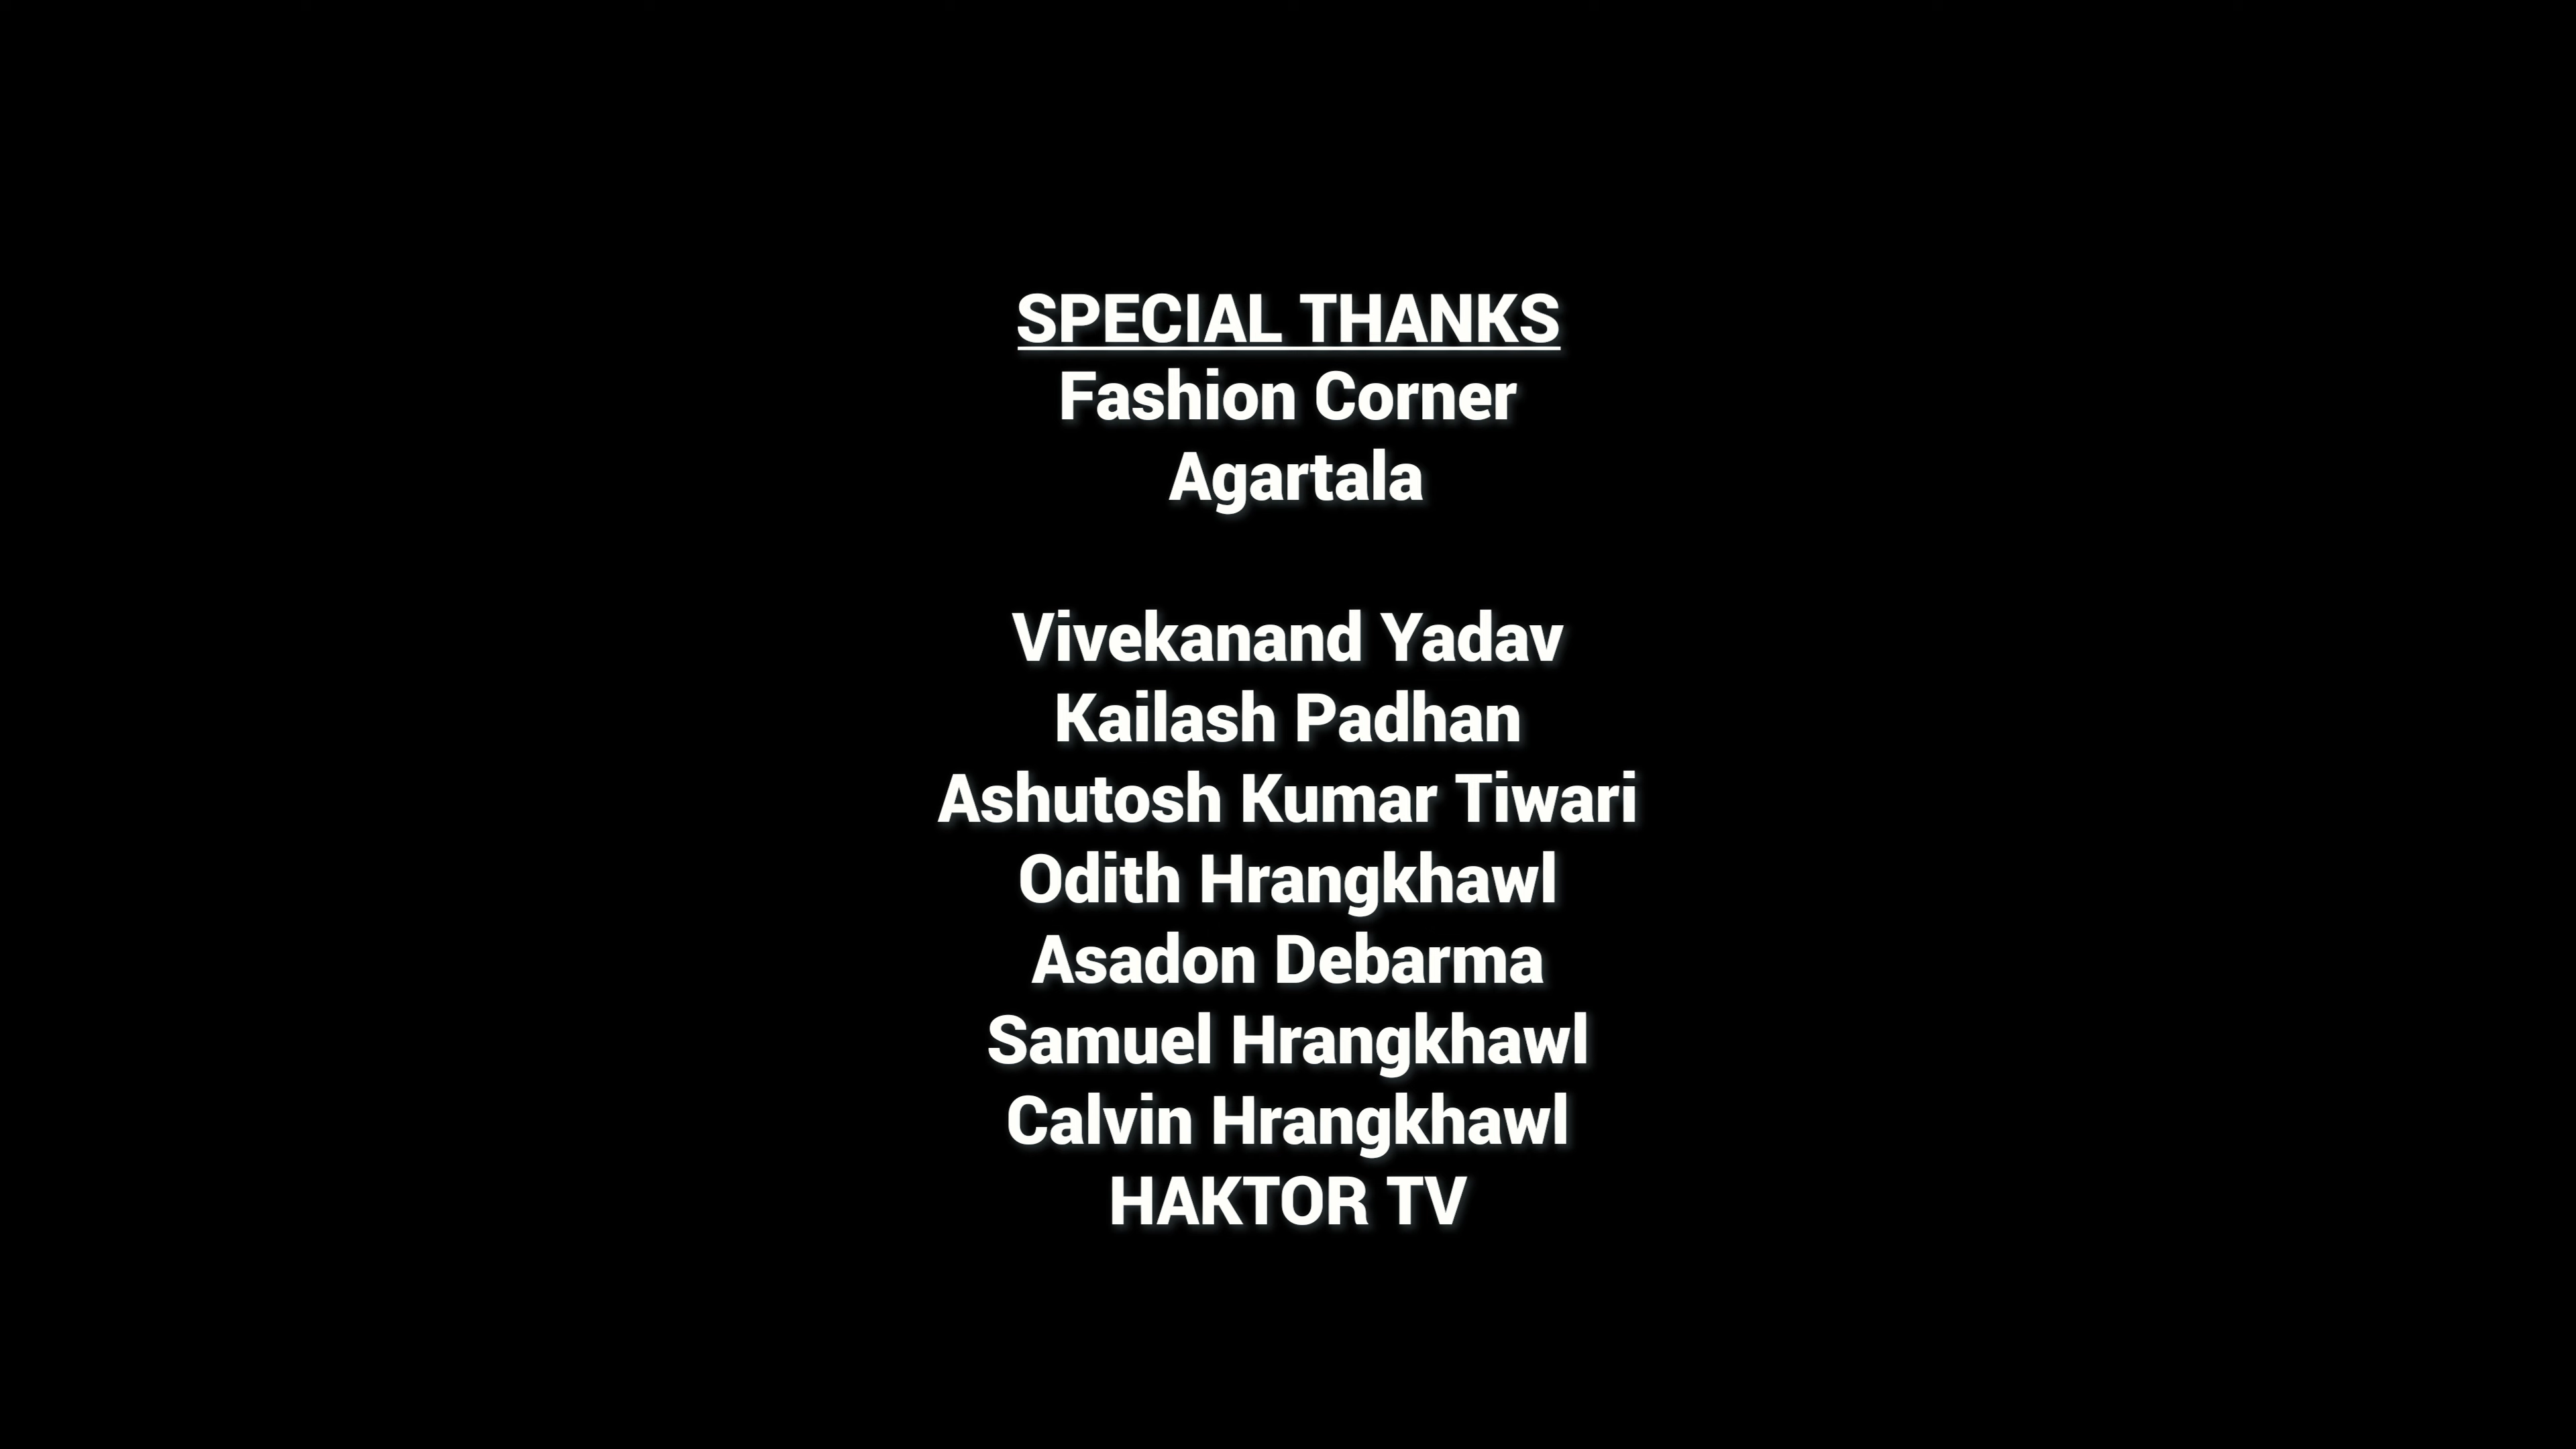 SPECIAL THANKS
Fashion Corner
Agartala
Vivekanand Yadav
Kailash Padhan
Ashutosh Kumar Tiwari
Odith Hrangkhawl
Asadon Debarma
Samuel Hrangkhawl
Calvin Hrangkhawl
HAKTOR TV